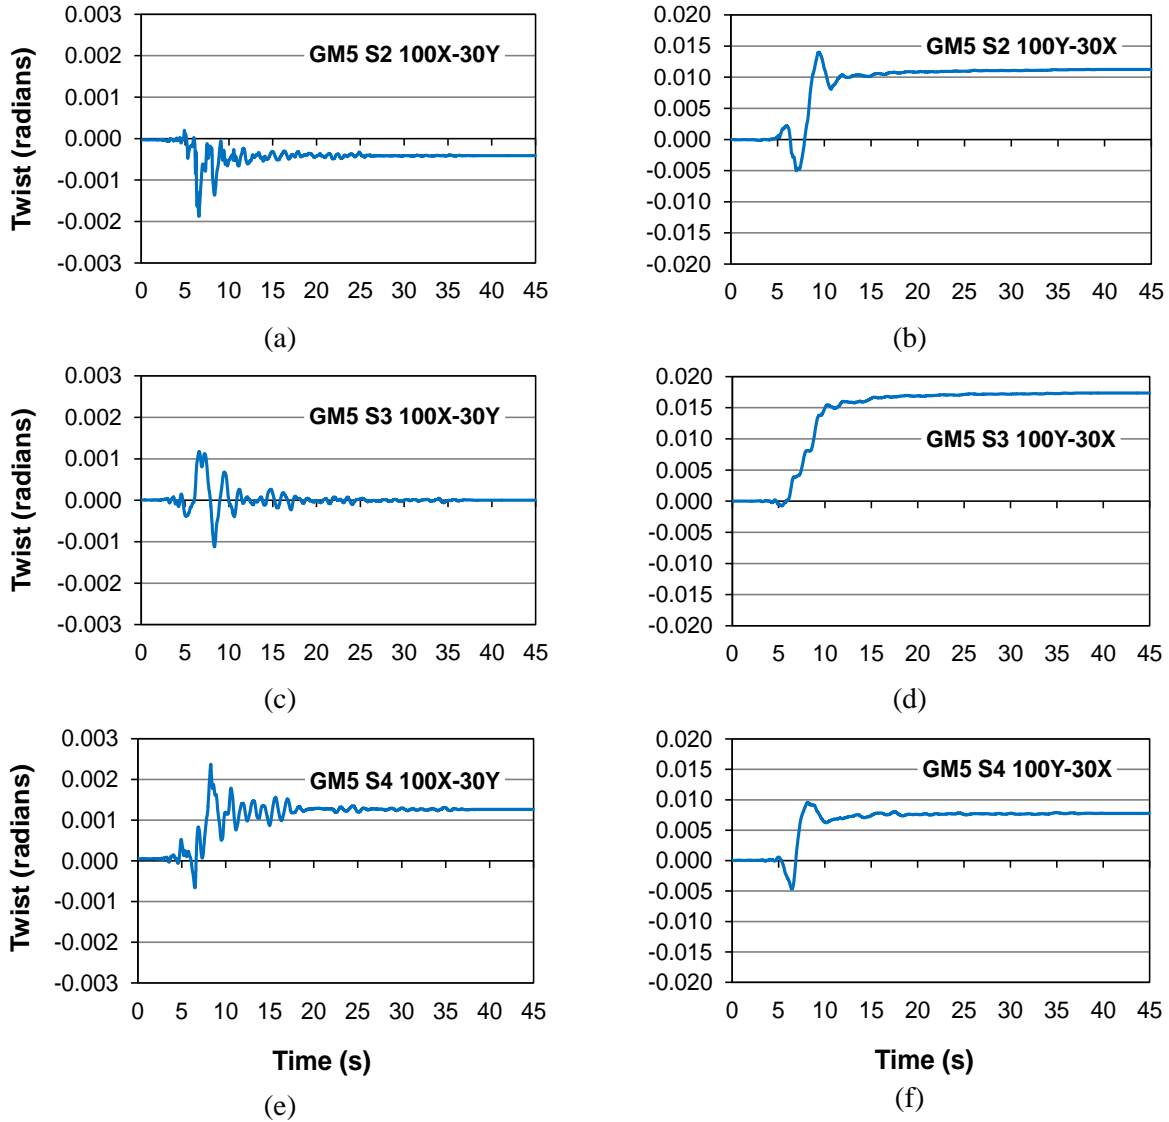 Twist (radians)
0.003
0.002
0.001
0.000
-0.001
-0.002
-0.003
GM5 S2 100X-30Y
0 5 10 15 20 25 30 35 40 45
(a)
0.020
0.015
0.010
0.005
0.000
-0.005
-0.010
-0.015
-0.020
GM5 S2 100Y-30X
0 5 10 15 20 25 30 35 40 45
(b)
Twist (radians)
0.003
0.002
0.001
0.000
-0.001
-0.002
-0.003
GM5 S3 100X-30Y
0 5 10 15 20 25 30 35 40 45
(c)
0.020
0.015
0.010
0.005
0.000
-0.005
-0.010
-0.015
-0.020
GM5 S3 100Y-30X
0 5 10 15 20 25 30 35 40 45
(d)
Twist (radians)
0.003
0.002
0.001
0.000
-0.001
-0.002
-0.003
GM5 S4 100X-30Y
0 5 10 15 20 25 30 35 40 45
Time (s)
(e)
0.020
0.015
0.010
0.005
0.000
-0.005
-0.010
-0.015
-0.020
GM5 S4 100Y-30X
0 5 10 15 20 25 30 35 40 45
Time (s)
(f)